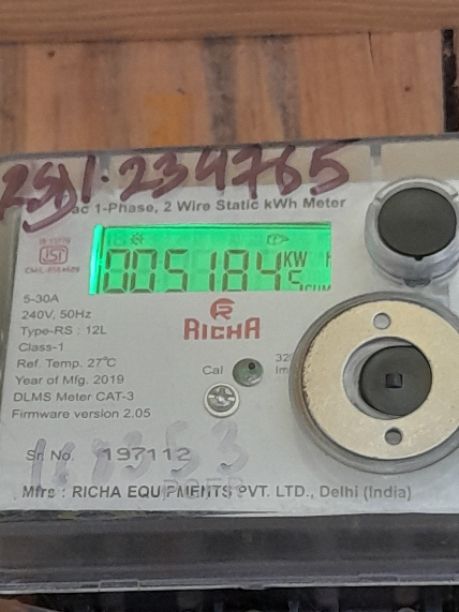 234765
ac 1-Phase, 2 Wire Static kWh Meter
ISI
005184 KW
5-30A
240V, 50Hz
Type-RS : 12L
Class-1
Ref. Temp. 27°C
Year of Mfg. 2019
DLMS Meter CAT-3
Firmware version 2.05
RICHA
Cal
Sr. No. 197112
Mfrs : RICHA EQUIPMENTS PVT. LTD., Delhi (India)